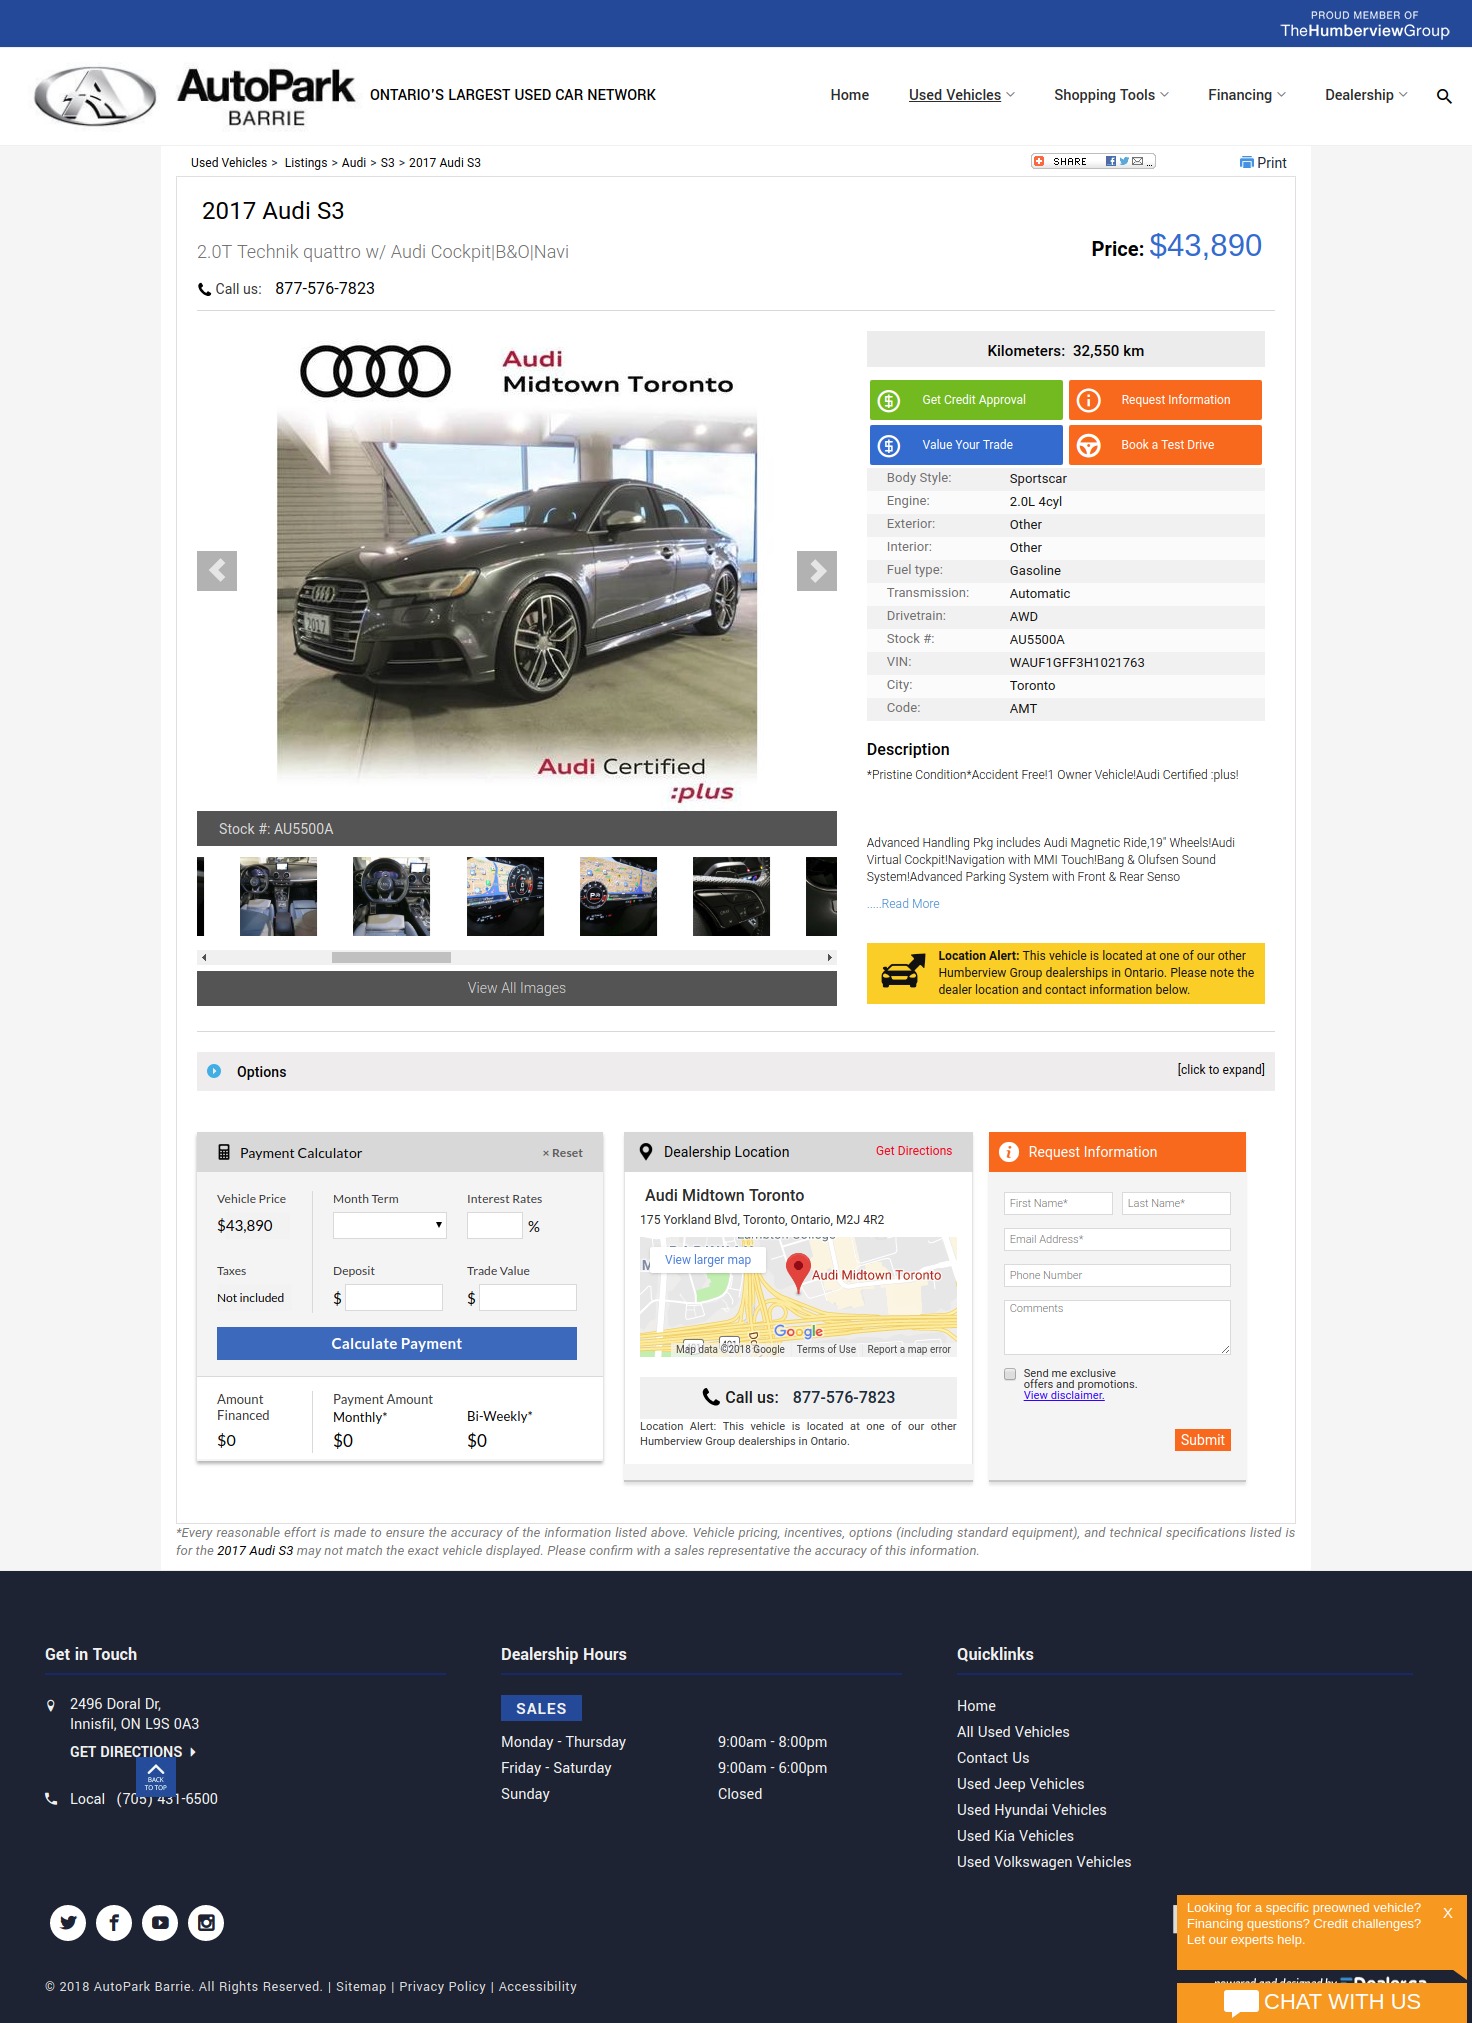 PROUD MEMBER OF
TheHumberviewGroup
AutoPark
BARRIE
ONTARIO'S LARGEST USED CAR NETWORK
Home
Used Vehicles
Shopping Tools
Financing
Dealership
Used Vehicles > Listings > Audi > S3 > 2017 Audi S3
SHARE
...
Print
2017 Audi S3
2.0T Technik quattro w/ Audi Cockpit|B&O|Navi
Price: $43,890
Call us: 877-576-7823
Audi
Midtown Toronto
2017
Audi Certified
:plus
Stock #: AU5500A
View All Images
Kilometers: 32,550 km
Get Credit Approval
Request Information
Value Your Trade
Book a Test Drive
Body Style: Sportscar
Engine: 2.0L 4cyl
Exterior: Other
Interior: Other
Fuel type: Gasoline
Transmission: Automatic
Drivetrain: AWD
Stock #: AU5500A
VIN: WAUF1GFF3H1021763
City: Toronto
Code: AMT
Description
*Pristine Condition*Accident Free!1 Owner Vehicle!Audi Certified :plus!
Advanced Handling Pkg includes Audi Magnetic Ride,19" Wheels!Audi
Virtual Cockpit!Navigation with MMI Touch!Bang & Olufsen Sound
System!Advanced Parking System with Front & Rear Senso
.....Read More
Location Alert: This vehicle is located at one of our other
Humberview Group dealerships in Ontario. Please note the
dealer location and contact information below.
Options
[click to expand]
Payment Calculator
× Reset
Vehicle Price
Month Term
Interest Rates
$43,890
%
Taxes
Deposit
Trade Value
Not included
$
$
Calculate Payment
Amount
Financed
Payment Amount
Monthly*
Bi-Weekly*
$0
$0
$0
Dealership Location
Get Directions
Audi Midtown Toronto
175 Yorkland Blvd, Toronto, Ontario, M2J 4R2
View larger map
Audi Midtown Toronto
Google
Map data ©2018 Google
Terms of Use
Report a map error
Call us: 877-576-7823
Location Alert: This vehicle is located at one of our other
Humberview Group dealerships in Ontario.
Request Information
First Name*
Last Name*
Email Address*
Phone Number
Comments
Send me exclusive
offers and promotions.
View disclaimer.
Submit
*Every reasonable effort is made to ensure the accuracy of the information listed above. Vehicle pricing, incentives, options (including standard equipment), and technical specifications listed is
for the 2017 Audi S3 may not match the exact vehicle displayed. Please confirm with a sales representative the accuracy of this information.
Get in Touch
2496 Doral Dr,
Innisfil, ON L9S 0A3
GET DIRECTIONS
BACK
TO TOP
Local (705) 431-6500
Dealership Hours
SALES
Monday - Thursday 9:00am - 8:00pm
Friday - Saturday 9:00am - 6:00pm
Sunday Closed
Quicklinks
Home
All Used Vehicles
Contact Us
Used Jeep Vehicles
Used Hyundai Vehicles
Used Kia Vehicles
Used Volkswagen Vehicles
Looking for a specific preowned vehicle?
Financing questions? Credit challenges?
Let our experts help.
X
powered and designed by
CHAT WITH US
© 2018 AutoPark Barrie. All Rights Reserved. | Sitemap | Privacy Policy | Accessibility